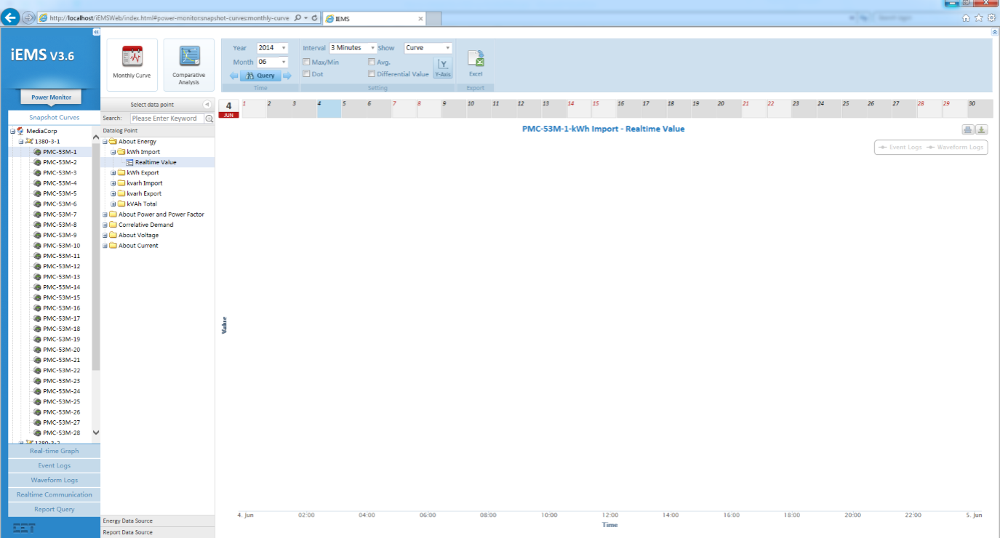 http://localhost/iEMSWeb/index.html#power-monitor:snapshot-curves:monthly-curve
iEMS
iEMS V3.6
Power Monitor
Snapshot Curves
MediaCorp
1380-3-1
PMC-53M-1
PMC-53M-2
PMC-53M-3
PMC-53M-4
PMC-53M-5
PMC-53M-6
PMC-53M-7
PMC-53M-8
PMC-53M-9
PMC-53M-10
PMC-53M-11
PMC-53M-12
PMC-53M-13
PMC-53M-14
PMC-53M-15
PMC-53M-16
PMC-53M-17
PMC-53M-18
PMC-53M-19
PMC-53M-20
PMC-53M-21
PMC-53M-22
PMC-53M-23
PMC-53M-24
PMC-53M-25
PMC-53M-26
PMC-53M-27
PMC-53M-28
1380-3-2
Real-time Graph
Event Logs
Waveform Logs
Realtime Communication
Report Query
Monthly Curve
Comparative Analysis
Select data point
Search: Please Enter Keyword
Datalog Point
About Energy
kWh Import
Realtime Value
kWh Export
kvarh Import
kvarh Export
kVAh Total
About Power and Power Factor
Correlative Demand
About Voltage
About Current
Energy Data Source
Report Data Source
Year 2014 Interval 3 Minutes Show Curve
Month 06 Max/Min Avg.
Query Dot Differential Value Y-Axis Excel
Time Setting Export
4 JUN 1 2 3 4 5 6 7 8 9 10 11 12 13 14 15 16 17 18 19 20 21 22 23 24 25 26 27 28 29 30
PMC-53M-1-kWh Import - Realtime Value
Event Logs Waveform Logs
Value
4. Jun 02:00 04:00 06:00 08:00 10:00 12:00 14:00 16:00 18:00 20:00 22:00 5. Jun
Time